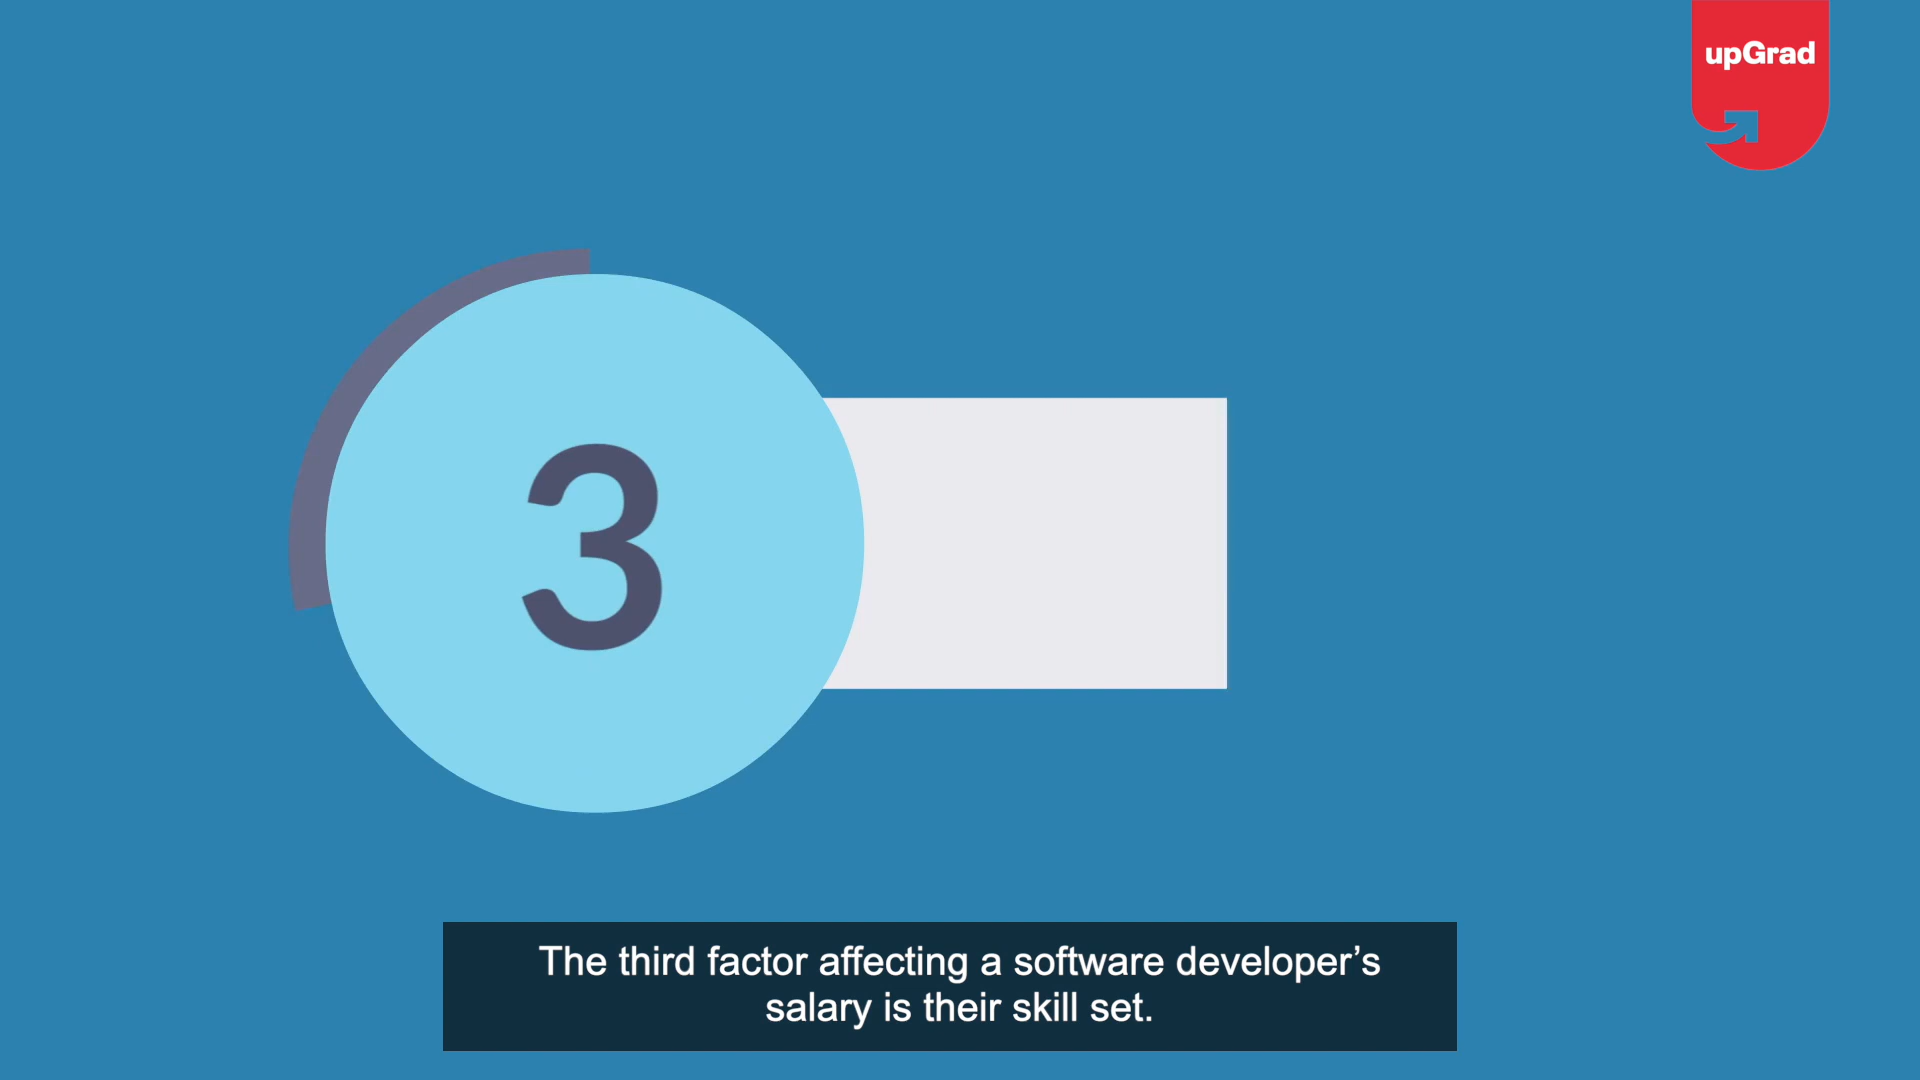 upGrad
3
The third factor affecting a software developer’s
salary is their skill set.